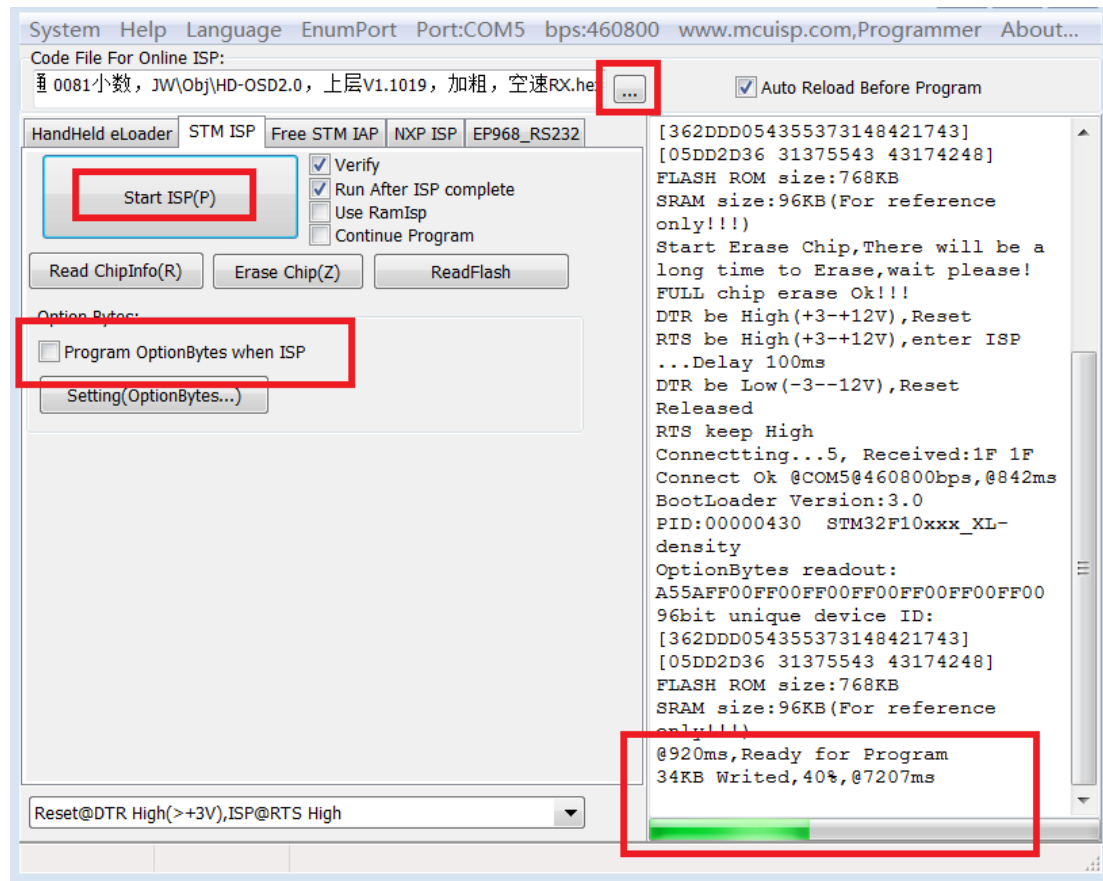 System Help Language EnumPort Port:COM5 bps:460800 www.mcuisp.com,Programmer About...
Code File For Online ISP:
0081小数，JW\Obj\HD-OSD2.0，上层V1.1019，加粗，空速RX.hex
...
Auto Reload Before Program
HandHeld eLoader
STM ISP
Free STM IAP
NXP ISP
EP968_RS232
Start ISP(P)
Verify
Run After ISP complete
Use RamIsp
Continue Program
Read ChipInfo(R)
Erase Chip(Z)
ReadFlash
Option Bytes:
Program OptionBytes when ISP
Setting(OptionBytes...)
Reset@DTR High(>+3V),ISP@RTS High
[362DDD054355373148421743]
[05DD2D36 31375543 43174248]
FLASH ROM size:768KB
SRAM size:96KB(For reference
only!!!)
Start Erase Chip,There will be a
long time to Erase,wait please!
FULL chip erase Ok!!!
DTR be High(+3-+12V),Reset
RTS be High(+3-+12V),enter ISP
...Delay 100ms
DTR be Low(-3--12V),Reset
Released
RTS keep High
Connectting...5, Received:1F 1F
Connect Ok @COM5@460800bps,@842ms
BootLoader Version:3.0
PID:00000430 STM32F10xxx_XL-
density
OptionBytes readout:
A55AFF00FF00FF00FF00FF00FF00FF00
96bit unique device ID:
[362DDD054355373148421743]
[05DD2D36 31375543 43174248]
FLASH ROM size:768KB
SRAM size:96KB(For reference
only!!!)
@920ms,Ready for Program
34KB Writed,40%,@7207ms